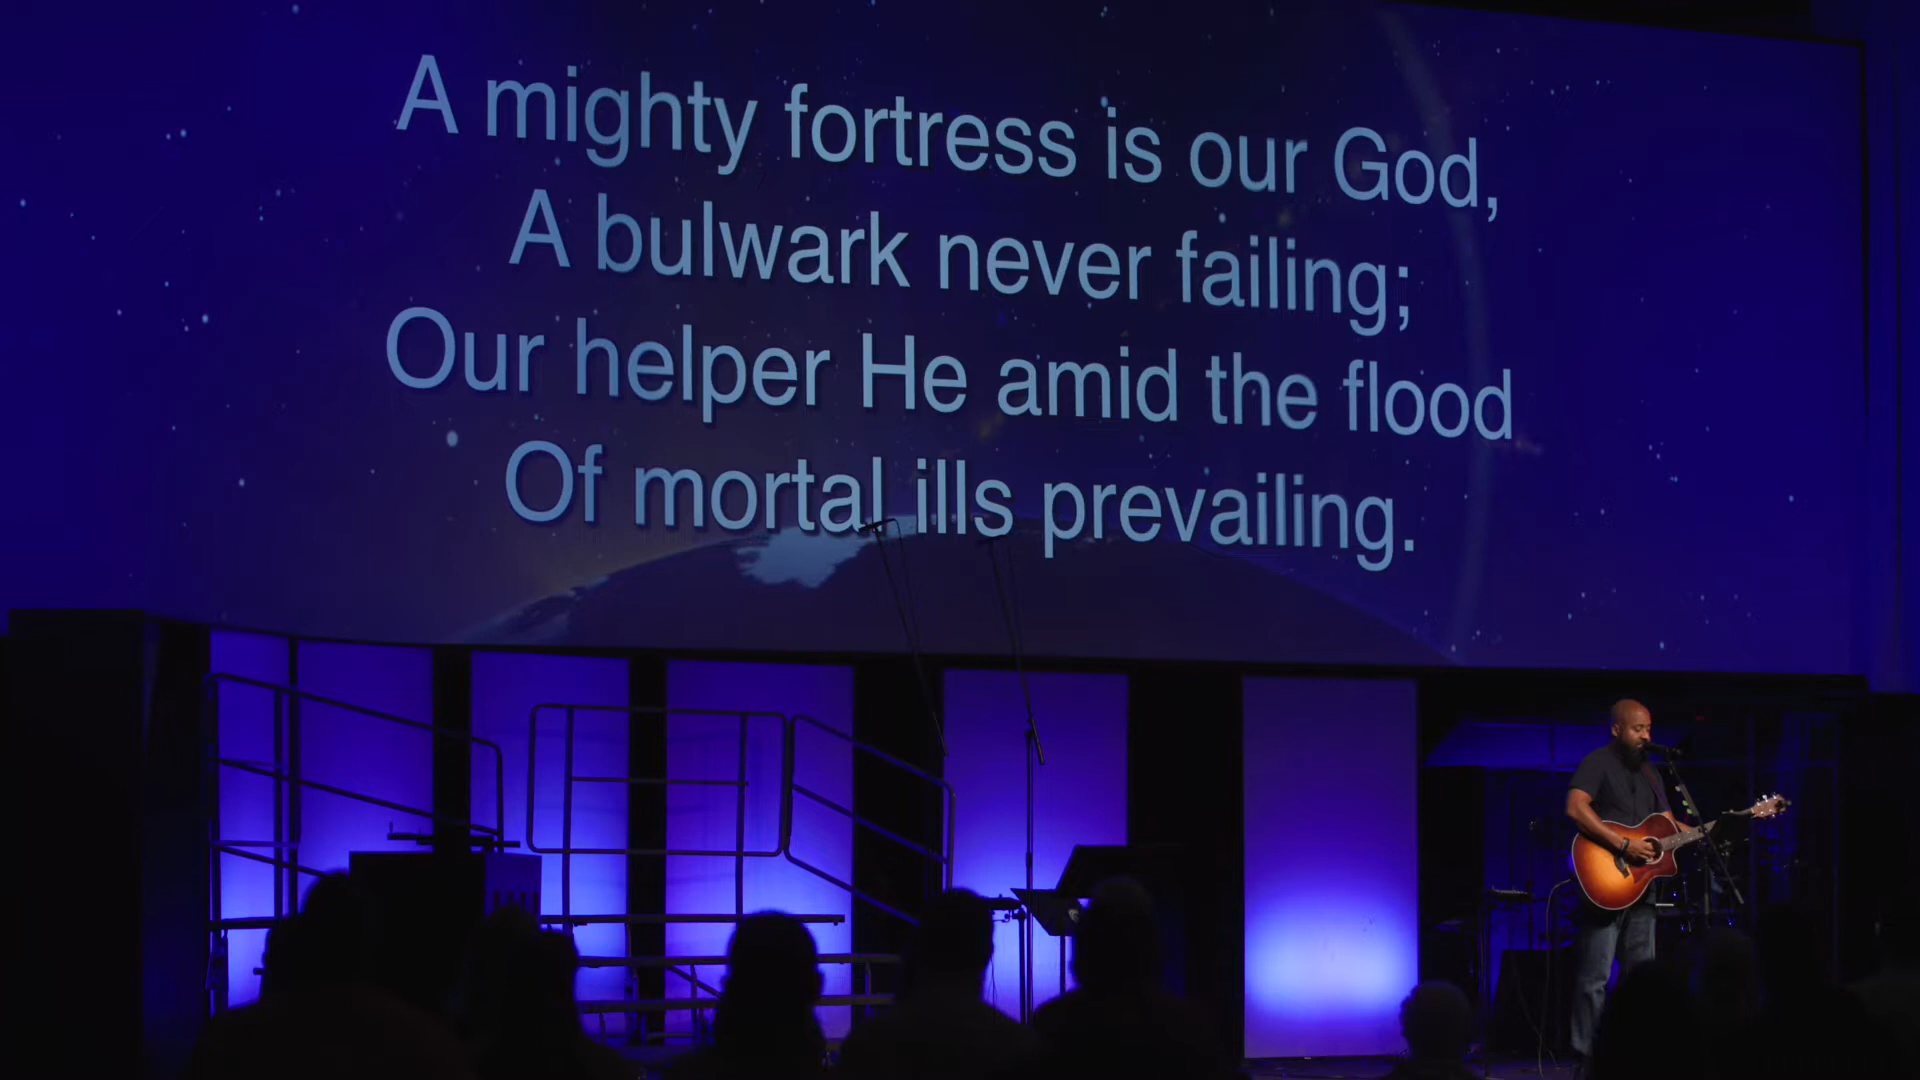 A mighty fortress is our God,
A bulwark never failing;
Our helper He amid the flood
Of mortal ills prevailing.